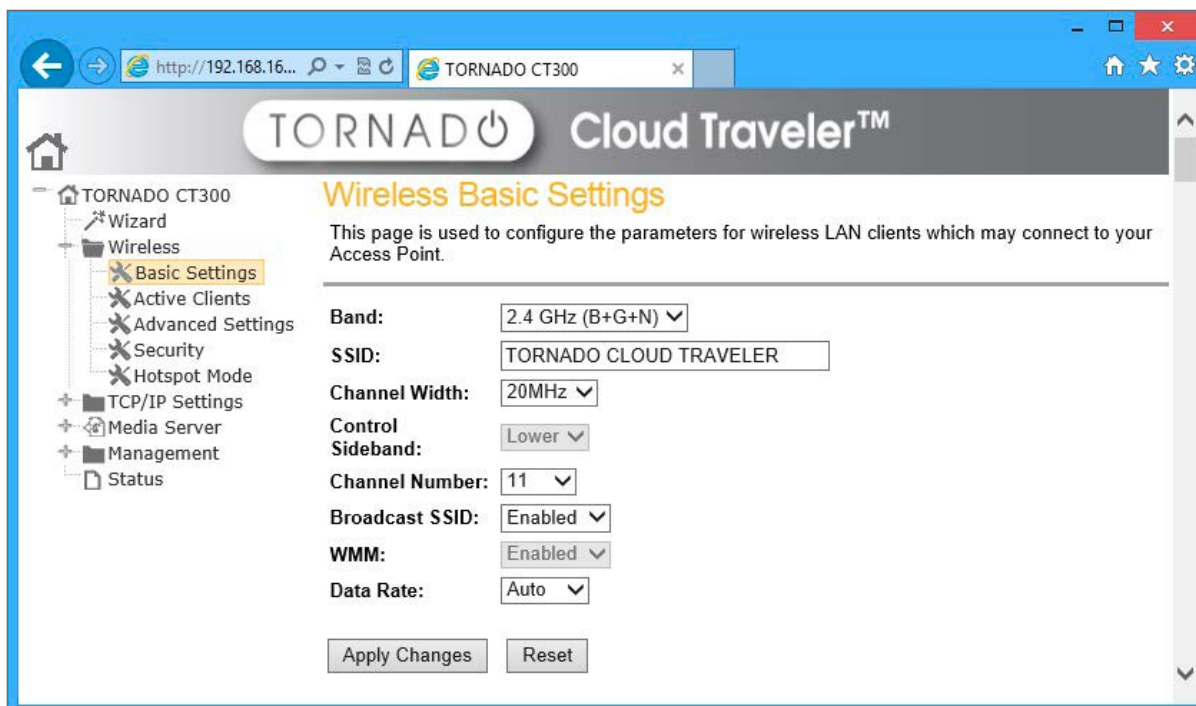 http://192.168.16...
TORNADO CT300
TORNADO Cloud Traveler™
TORNADO CT300
Wizard
Wireless
Basic Settings
Active Clients
Advanced Settings
Security
Hotspot Mode
TCP/IP Settings
Media Server
Management
Status
Wireless Basic Settings
This page is used to configure the parameters for wireless LAN clients which may connect to your
Access Point.
Band: 2.4 GHz (B+G+N)
SSID: TORNADO CLOUD TRAVELER
Channel Width: 20MHz
Control
Sideband: Lower
Channel Number: 11
Broadcast SSID: Enabled
WMM: Enabled
Data Rate: Auto
Apply Changes Reset